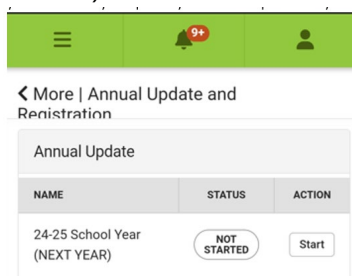 9+
More | Annual Update and
Registration
Annual Update
NAME STATUS ACTION
24-25 School Year
(NEXT YEAR)
NOT
STARTED
Start